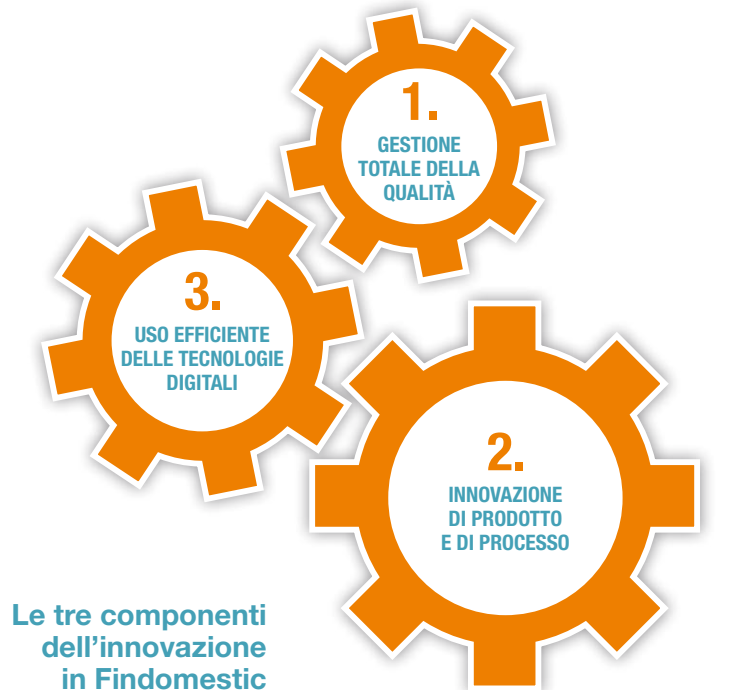 1.
GESTIONE
TOTALE DELLA
QUALITÀ
3.
USO EFFICIENTE
DELLE TECNOLOGIE
DIGITALI
2.
INNOVAZIONE
DI PRODOTTO
E DI PROCESSO
Le tre componenti
dell’innovazione
in Findomestic